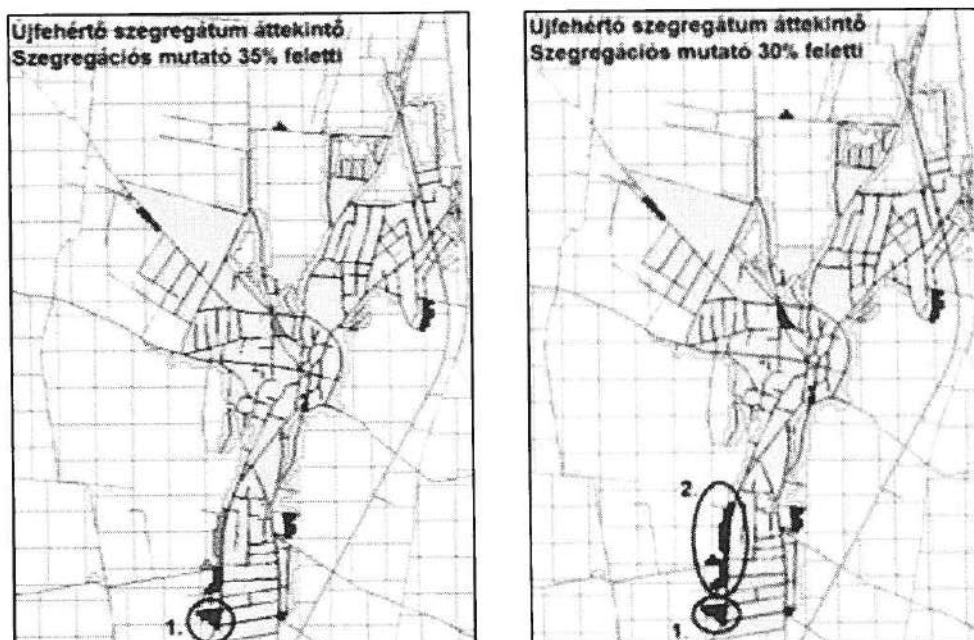 Újfehértó szegregátum áttekintő
Szegregációs mutató 35% feletti
1.
Újfehértó szegregátum áttekintő
Szegregációs mutató 30% feletti
2.
1.